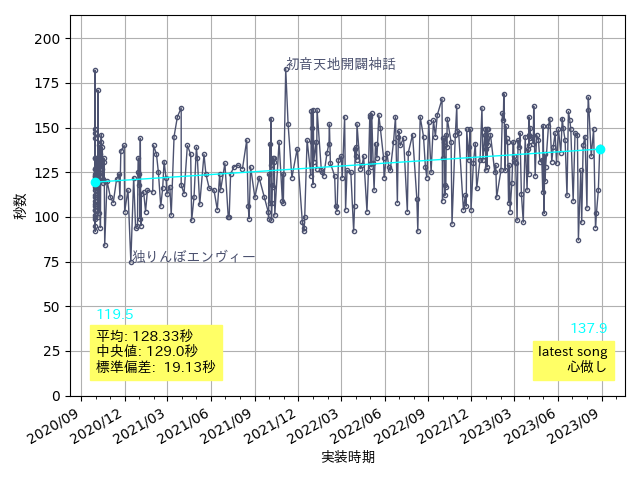 200
175
150
125
100
75
50
25
0
秒数
初音天地開闢神話
独りんぼエンヴィー
119.5
137.9
平均: 128.33秒
中央値: 129.0秒
標準偏差: 19.13秒
latest song
心做し
2020/09
2020/12
2021/03
2021/06
2021/09
2021/12
2022/03
2022/06
2022/09
2022/12
2023/03
2023/06
2023/09
実装時期